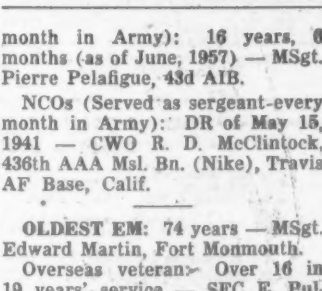 month in Army): 16 years, 6
months (as of June, 1957) — MSgt.
Pierre Pelafigue, 43d AIB.
NCOs (Served as sergeant-every
month in Army): DR of May 15,
1941 — CWO R. D. McClintock,
436th AAA Msl. Bn. (Nike), Travis
AF Base, Calif.
OLDEST EM: 74 years — MSgt.
Edward Martin, Fort Monmouth.
Overseas veteran: Over 16 in
19 years' service — SFC E. Pul-